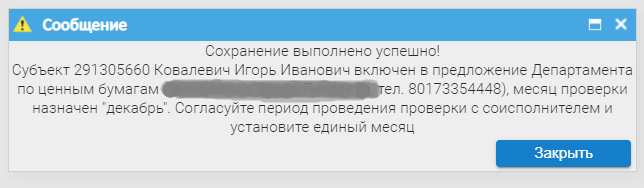 Сообщение
Сохранение выполнено успешно!
Субъект 291305660 Ковалевич Игорь Иванович включен в предложение Департамента
по ценным бумагам тел. 80173354448), месяц проверки
назначен "декабрь". Согласуйте период проведения проверки с соисполнителем и
установите единый месяц
Закрыть